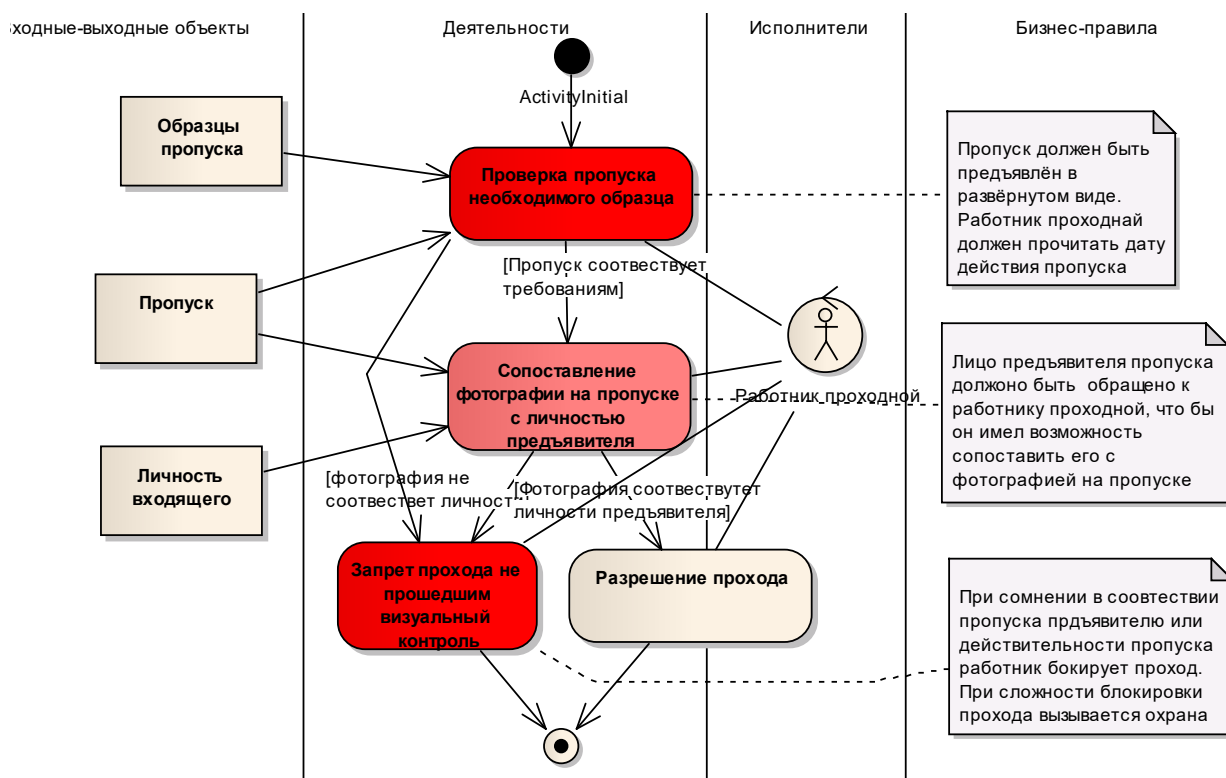 Входные-выходные объекты
Деятельности
Исполнители
Бизнес-правила
ActivityInitial
Образцы
пропуска
Проверка пропуска
необходимого образца
Пропуск должен быть
предъявлён в
развёрнутом виде.
Работник проходнай
должен прочитать дату
действия пропуска
[Пропуск соотвествует
требованиям]
Пропуск
Сопоставление
фотографии на пропуске
с личностью
предъявителя
Работник проходной
Лицо предъявителя пропуска
должоно быть обращено к
работнику проходной, что бы
он имел возможность
сопоставить его с
фотографией на пропуске
Личность
входящего
[фотография не
соотвествет личности
[Фотография соотвествутет
личности предъявителя]
Запрет прохода не
прошедшим
визуальный
контроль
Разрешение прохода
При сомнении в соовтествии
пропуска прдъявителю или
действительности пропуска
работник бокирует проход.
При сложности блокировки
прохода вызывается охрана